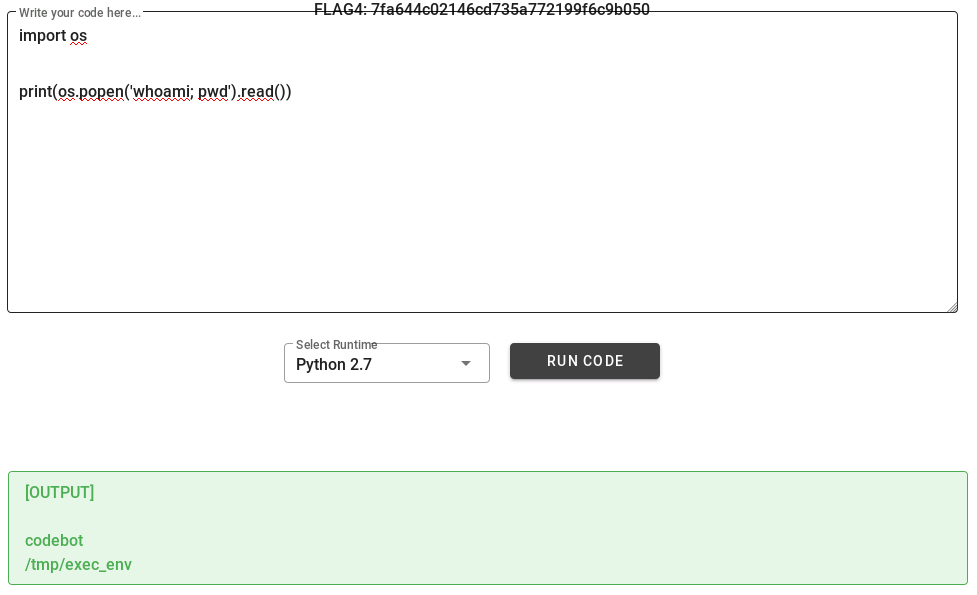 FLAG4: 7fa644c02146cd735a772199f6c9b050
Write your code here...
import os
print(os.popen('whoami; pwd').read())
Select Runtime
Python 2.7
RUN CODE
[OUTPUT]
codebot
/tmp/exec_env